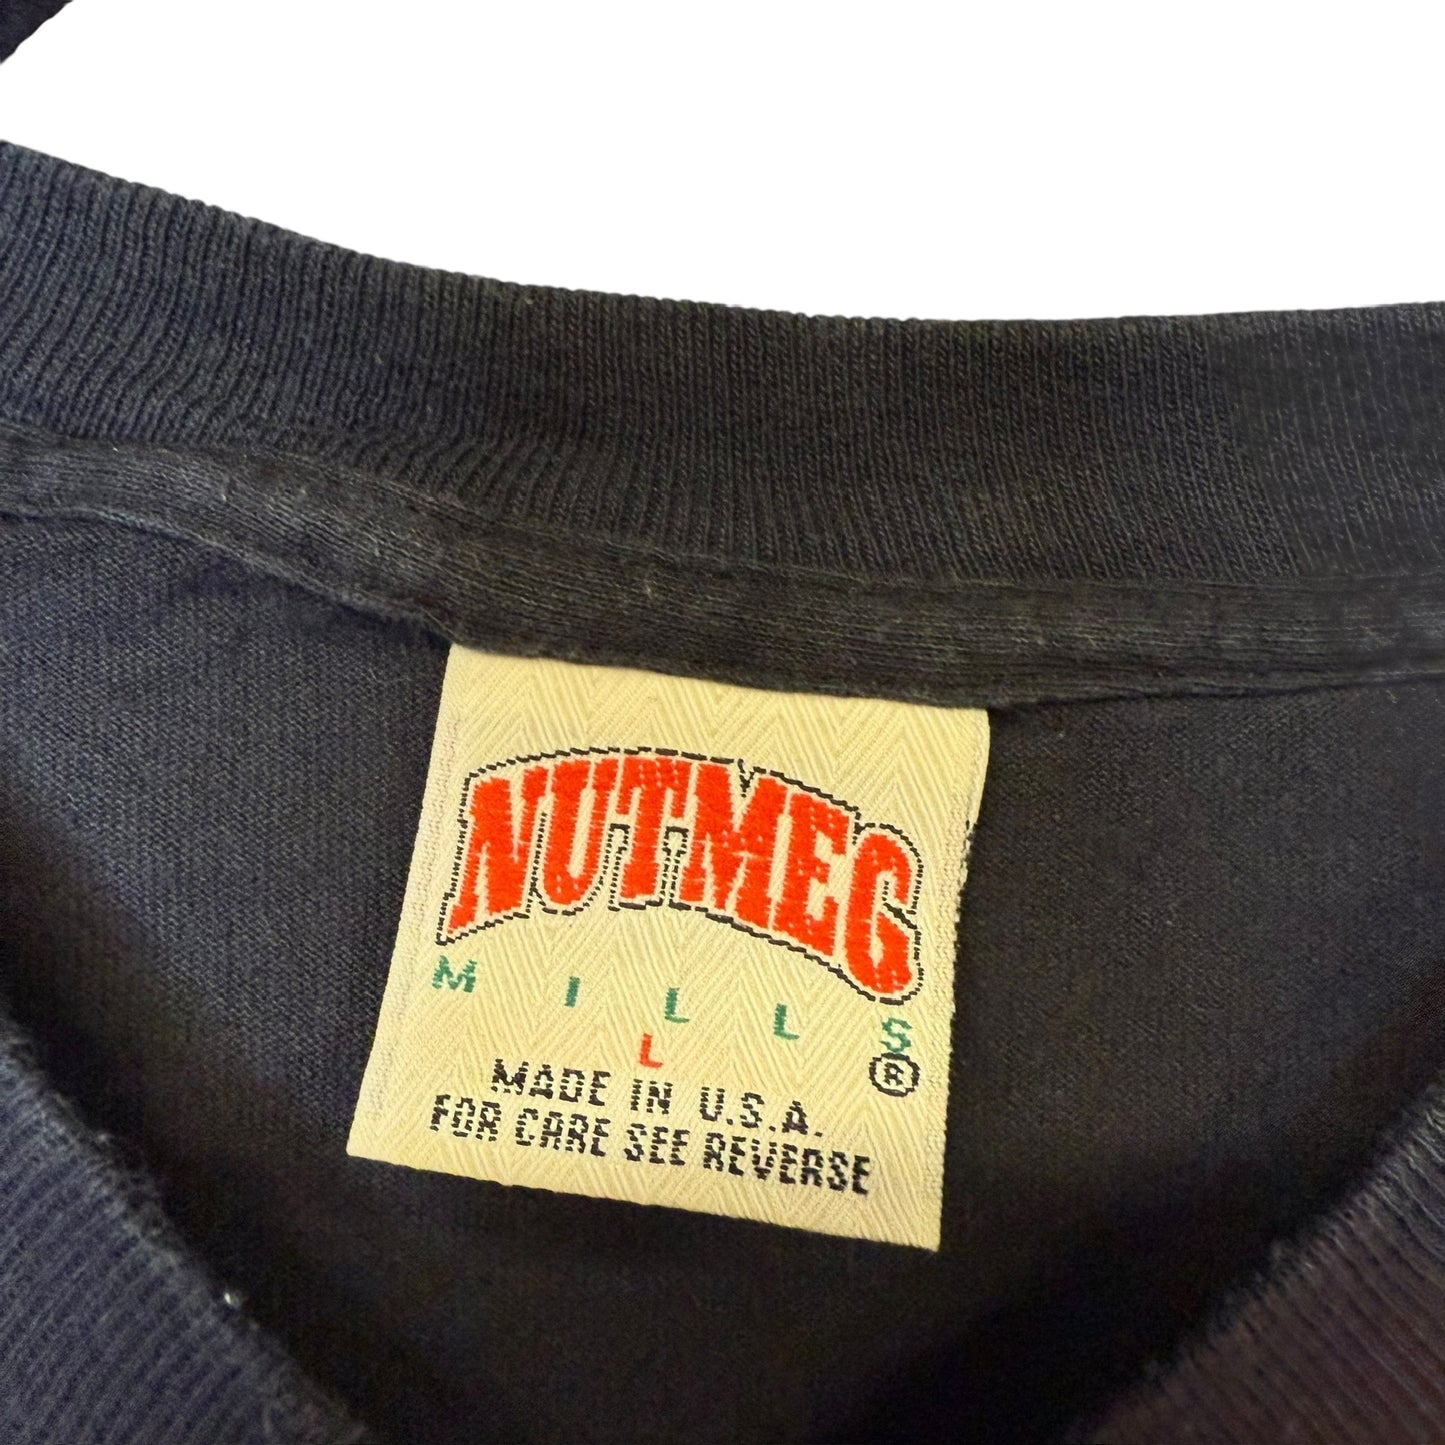 NUTMEG
MILLS
®
L
MADE IN U.S.A.
FOR CARE SEE REVERSE